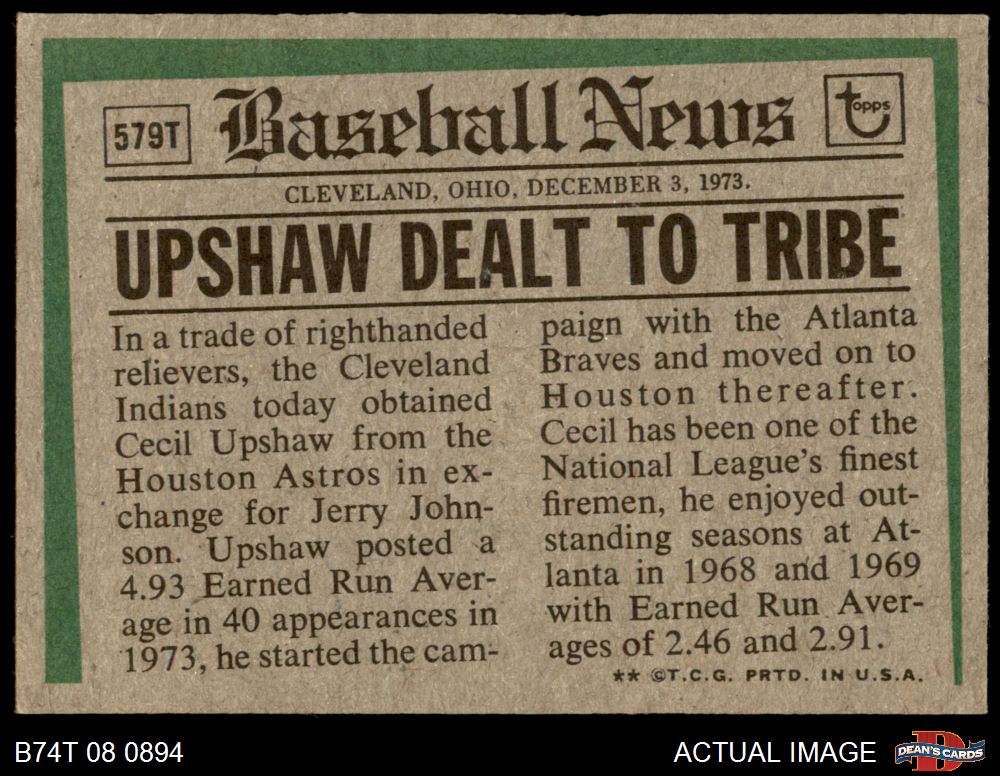 579T
Baseball News
Topps
CLEVELAND, OHIO, DECEMBER 3, 1973.
UPSHAW DEALT TO TRIBE
In a trade of righthanded
relievers, the Cleveland
Indians today obtained
Cecil Upshaw from the
Houston Astros in ex-
change for Jerry John-
son. Upshaw posted a
4.93 Earned Run Aver-
age in 40 appearances in
1973, he started the cam-
paign with the Atlanta
Braves and moved on to
Houston thereafter.
Cecil has been one of the
National League's finest
firemen, he enjoyed out-
standing seasons at At-
lanta in 1968 and 1969
with Earned Run Aver-
ages of 2.46 and 2.91.
** ©T.C.G. PRTD. IN U.S.A.
B74T 08 0894
ACTUAL IMAGE
DEAN'S CARDS